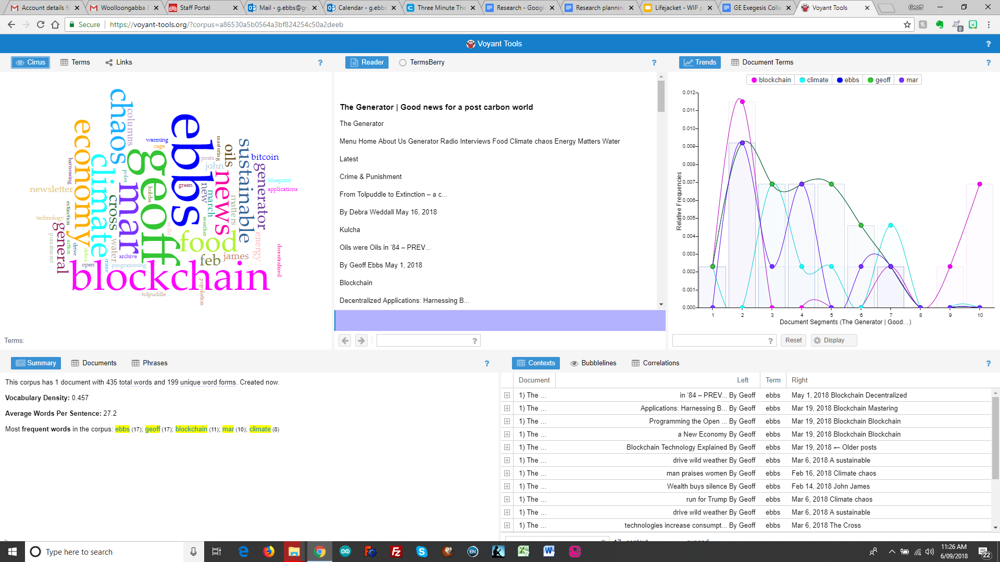 Account details fo
Woolloongabba E
Staff Portal
Mail - g.ebbs@gr
Calendar - g.ebbs
Three Minute The
Research - Googl
Research planning
Lifejacket - WIP p
GE Exegesis Colla
Voyant Tools
Geoff
Secure
https://voyant-tools.org/?corpus=a86530a5b0564a3bf824254c50a2deeb
0
Voyant Tools
?
Cirrus
Terms
Links
?
chaos
columns
economy
climate
ebbs
geoff
warming
cage
mastering
oils
sustainable
bitcoin
posts
john
generator
harnessing
poles
mar
kulcha
green
new
news
march
matters
blueprint
applications
newsletter
extinction
cross
technology
general
punishment
action
drive
debra
water
crime
archive
open
programming
radio
weather
food
feb
james
energy
decentralized
blockchain
tolpuddle
population
Terms:
Reader
TermsBerry
?
The Generator | Good news for a post carbon world
The Generator
Menu Home About Us Generator Radio Interviews Food Climate chaos Energy Matters Water
Latest
Crime & Punishment
From Tolpuddle to Extinction – a c...
By Debra Weddall May 16, 2018
Kulcha
Oils were Oils in ’84 – PREV...
By Geoff Ebbs May 1, 2018
Blockchain
Decentralized Applications: Harnessing B...
?
Trends
Document Terms
?
blockchain
climate
ebbs
geoff
mar
0.012
0.011
0.010
0.009
0.008
0.007
0.006
0.005
0.004
0.003
0.002
0.001
0.000
Relative Frequencies
1 2 3 4 5 6 7 8 9 10
Document Segments (The Generator | Good...)
?
Reset
Display
Summary
Documents
Phrases
?
This corpus has 1 document with 435 total words and 199 unique word forms. Created now.
Vocabulary Density: 0.457
Average Words Per Sentence: 27.2
Most frequent words in the corpus: ebbs (17); geoff (17); blockchain (11); mar (10); climate (8)
Contexts
Bubblelines
Correlations
?
Document Left Term Right
1) The ... in ’84 – PREV... By Geoff ebbs May 1, 2018 Blockchain Decentralized
1) The ... Applications: Harnessing B... By Geoff ebbs Mar 19, 2018 Blockchain Mastering
1) The ... Programming the Open ... By Geoff ebbs Mar 19, 2018 Blockchain Blockchain
1) The ... a New Economy By Geoff ebbs Mar 19, 2018 Blockchain Blockchain
1) The ... Blockchain Technology Explained By Geoff ebbs Mar 19, 2018 ← Older posts
1) The ... drive wild weather By Geoff ebbs Mar 6, 2018 A sustainable
1) The ... man praises women By Geoff ebbs Feb 16, 2018 Climate chaos
1) The ... Wealth buys silence By Geoff ebbs Feb 14, 2018 John James
1) The ... run for Trump By Geoff ebbs Mar 6, 2018 Climate chaos
1) The ... drive wild weather By Geoff ebbs Mar 6, 2018 A sustainable
1) The ... technologies increase consumpt... By Geoff ebbs Mar 6, 2018 The Cross
Type here to search
EN
11:26 AM
6/09/2018
22